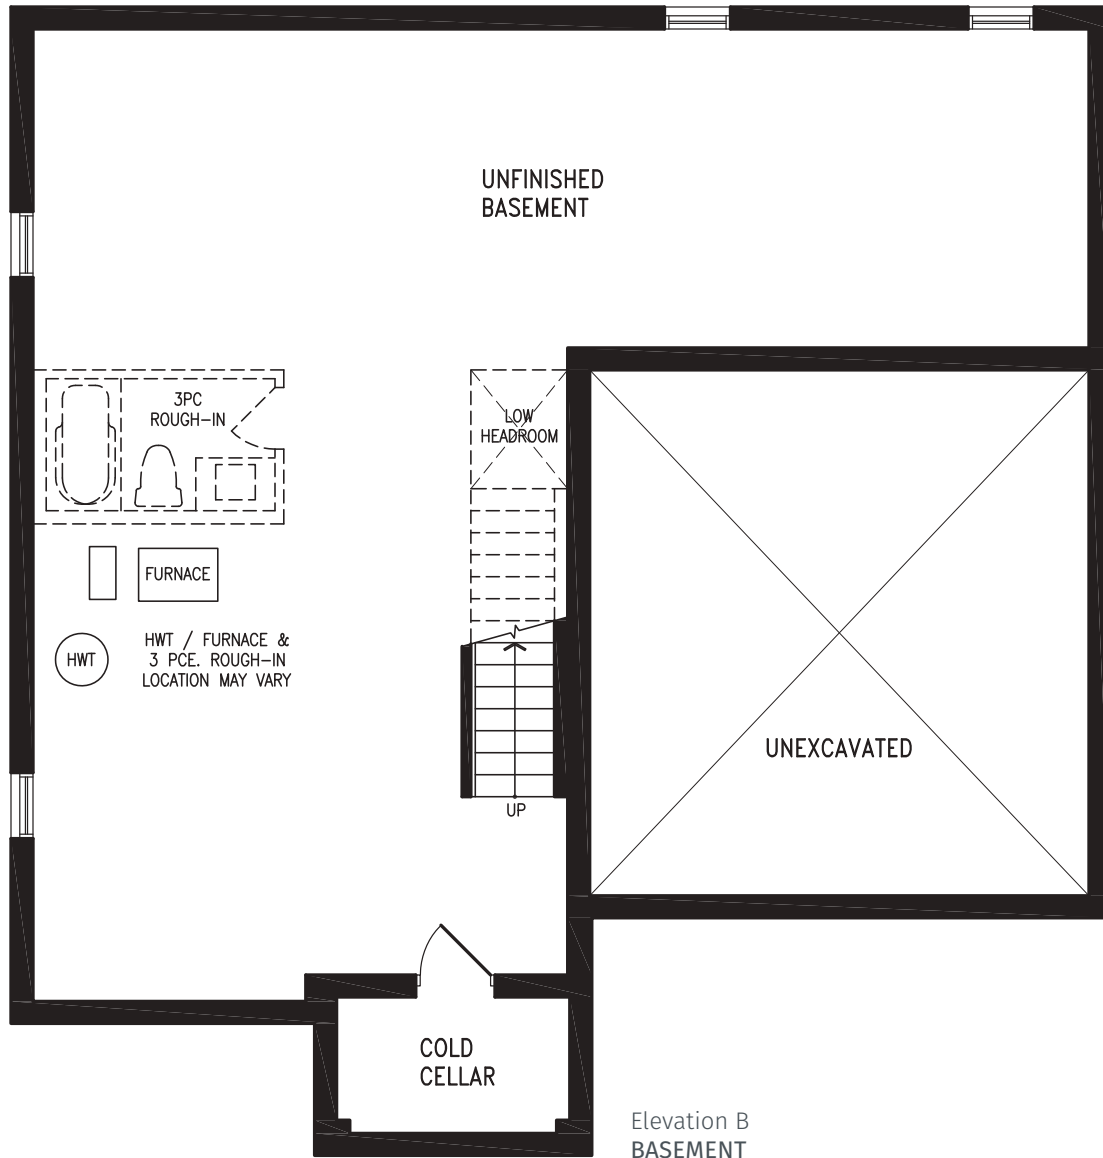 UNFINISHED
BASEMENT
3PC
ROUGH-IN
LOW
HEADROOM
FURNACE
HWT
HWT / FURNACE &
3 PCE. ROUGH-IN
LOCATION MAY VARY
UNEXCAVATED
UP
COLD
CELLAR
Elevation B
BASEMENT